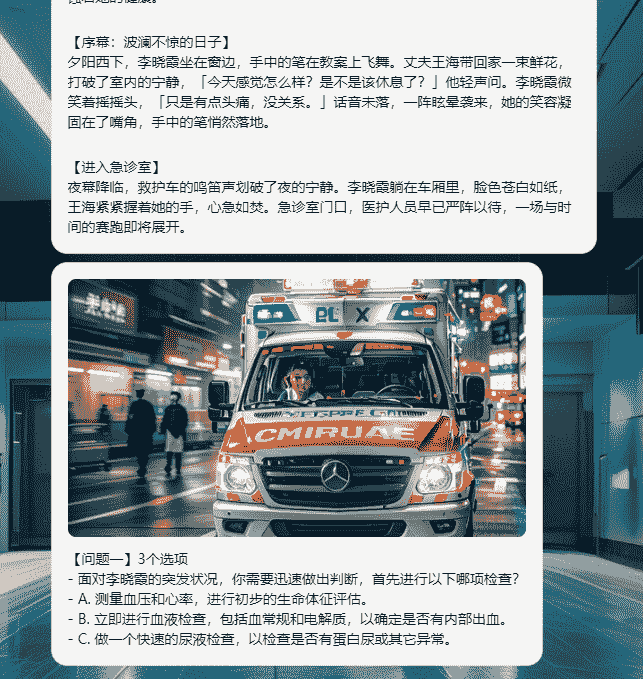 蚀着她的健康。
【序幕：波澜不惊的日子】
夕阳西下，李晓霞坐在窗边，手中的笔在教案上飞舞。丈夫王海带回家一束鲜花，
打破了室内的宁静，「今天感觉怎么样？是不是该休息了？」他轻声问。李晓霞微
笑着摇摇头，「只是有点头痛，没关系。」话音未落，一阵眩晕袭来，她的笑容凝
固在了嘴角，手中的笔悄然落地。
【进入急诊室】
夜幕降临，救护车的鸣笛声划破了夜的宁静。李晓霞躺在车厢里，脸色苍白如纸，
王海紧紧握着她的手，心急如焚。急诊室门口，医护人员早已严阵以待，一场与时
间的赛跑即将展开。
CMIRUAE
【问题一】3个选项
- 面对李晓霞的突发状况，你需要迅速做出判断，首先进行以下哪项检查？
- A. 测量血压和心率，进行初步的生命体征评估。
- B. 立即进行血液检查，包括血常规和电解质，以确定是否有内部出血。
- C. 做一个快速的尿液检查，以检查是否有蛋白尿或其它异常。